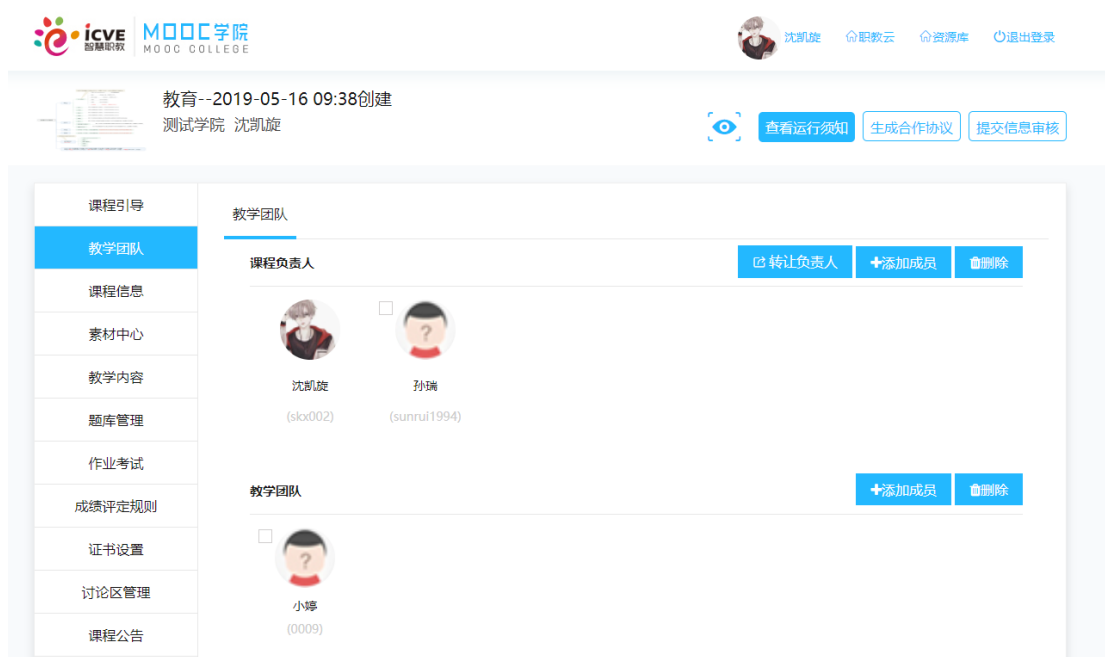 icve
智慧职教
MOOC学院
MOOC COLLEGE
沈凯旋 职教云 资源库 退出登录
教育--2019-05-16 09:38创建
测试学院 沈凯旋
查看运行须知 生成合作协议 提交信息审核
课程引导
教学团队
课程信息
素材中心
教学内容
题库管理
作业考试
成绩评定规则
证书设置
讨论区管理
课程公告
教学团队
课程负责人 转让负责人 添加成员 删除
沈凯旋 孙瑞
(skx002) (sunrui1994)
教学团队 添加成员 删除
小婷
(0009)